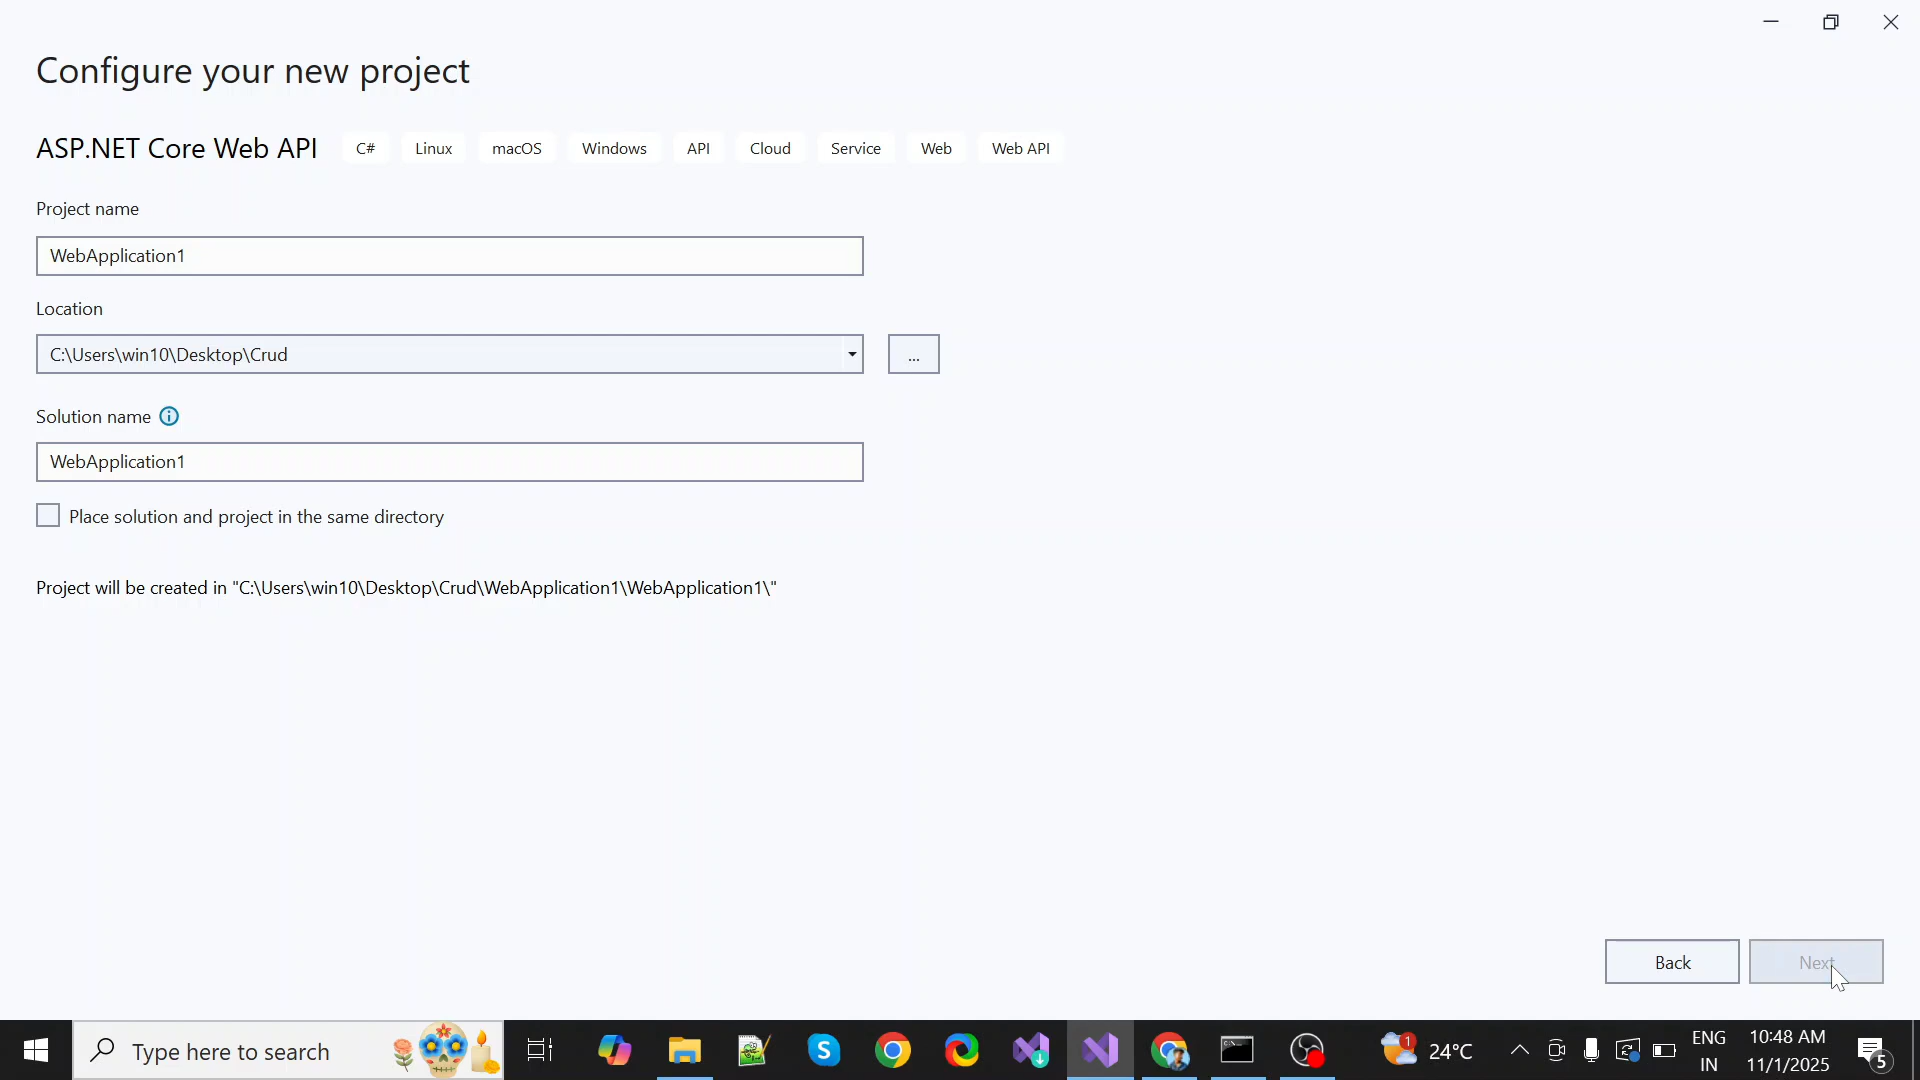 Configure your new project
ASP.NET Core Web API C# Linux macOS Windows API Cloud Service Web Web API
Project name
WebApplication1
Location
C:\Users\win10\Desktop\Crud
...
Solution name
WebApplication1
Place solution and project in the same directory
Project will be created in "C:\Users\win10\Desktop\Crud\WebApplication1\WebApplication1\"
Back Next
Type here to search
1 24°C
ENG
IN
10:48 AM
11/1/2025
5